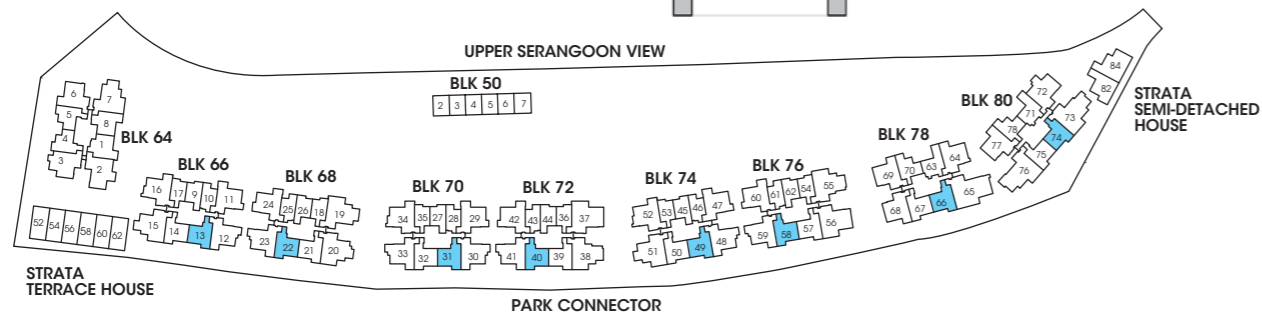 UPPER SERANGOON VIEW
BLK 50
2 3 4 5 6 7
BLK 64
6 7
5 8
4 1
3 2
BLK 66
16 17 9 10 11
15 14 13 12
BLK 68
24 25 26 18 19
23 22 21 20
BLK 70
34 35 27 28 29
33 32 31 30
BLK 72
42 43 44 36 37
41 40 39 38
BLK 74
52 53 45 46 47
51 50 49 48
BLK 76
60 61 62 54 55
59 58 57 56
BLK 78
69 70 63 64
68 67 66 65
BLK 80
72
71 73
78 74
77 75
76
84
82
STRATA
SEMI-DETACHED
HOUSE
52 54 56 58 60 62
STRATA
TERRACE HOUSE
PARK CONNECTOR